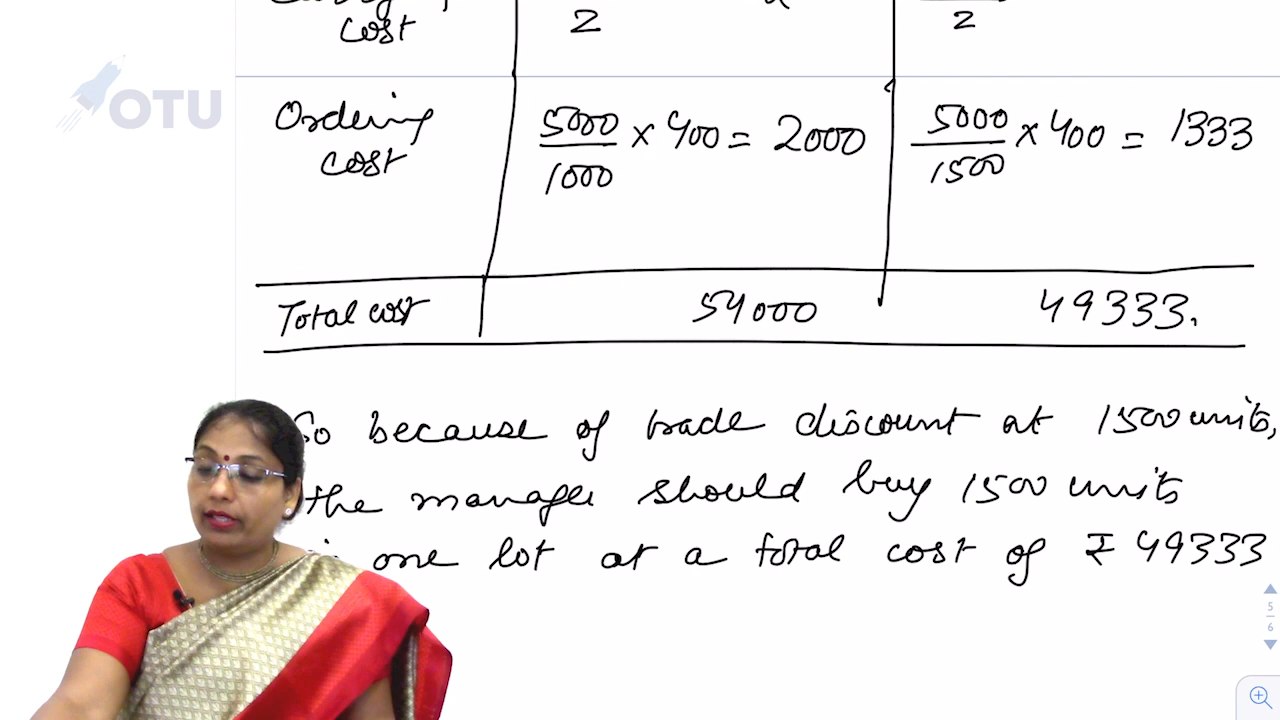 cost
2
2
OTU
Ordering
cost
5000/1000 × 400 = 2000
5000/1500 × 400 = 1333
Total cost
54000
49333.
So because of trade discount at 1500 units,
the manager should buy 1500 units
one lot at a total cost of ₹ 49333
5
6